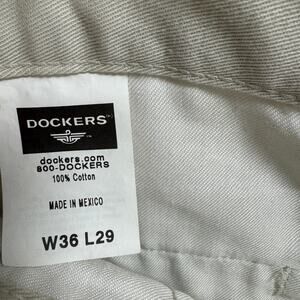 DOCKERS
dockers.com
800-DOCKERS
100% Cotton
MADE IN MEXICO
W36 L29